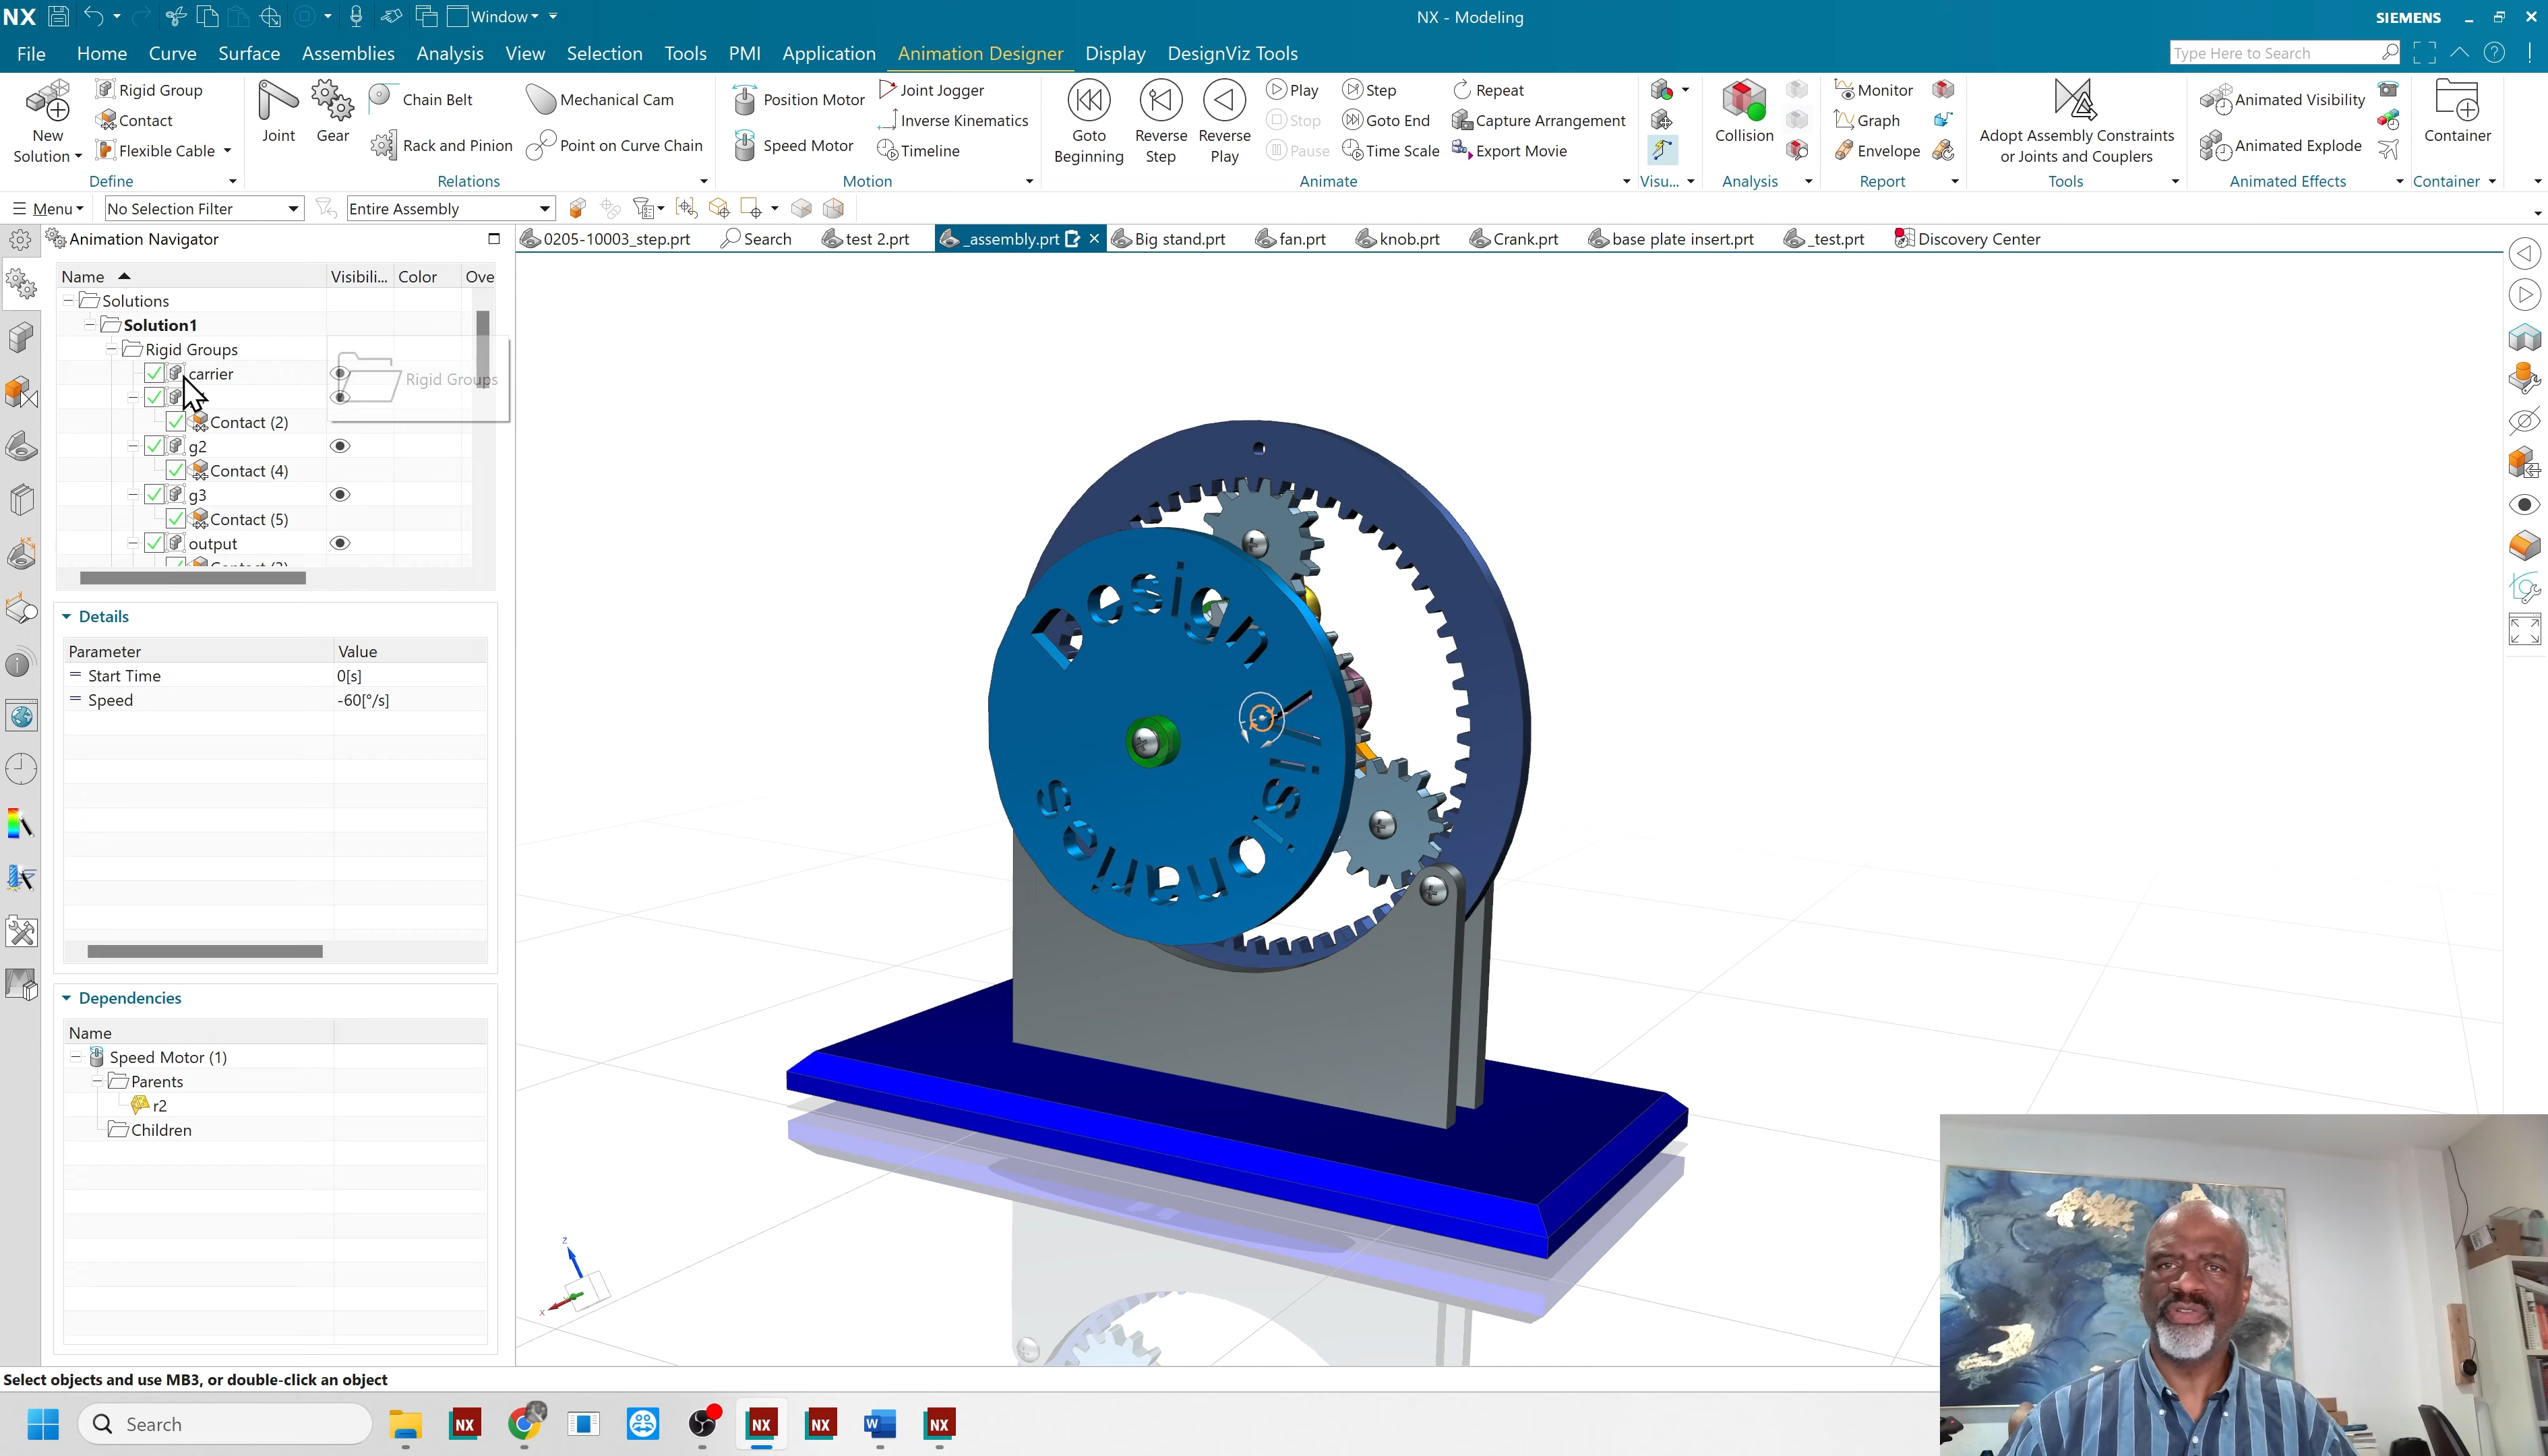 NX Window NX - Modeling SIEMENS
File Home Curve Surface Assemblies Analysis View Selection Tools PMI Application Animation Designer Display DesignViz Tools Type Here to Search
New Solution
Rigid Group
Contact
Flexible Cable
Define
Joint
Gear
Chain Belt
Rack and Pinion
Mechanical Cam
Point on Curve Chain
Relations
Position Motor
Speed Motor
Joint Jogger
Inverse Kinematics
Timeline
Motion
Goto Beginning
Reverse Step
Reverse Play
Play
Stop
Pause
Step
Goto End
Time Scale
Repeat
Capture Arrangement
Export Movie
Animate
Visu...
Collision
Analysis
Monitor
Graph
Envelope
Report
Adopt Assembly Constraints
or Joints and Couplers
Tools
Animated Visibility
Animated Explode
Animated Effects
Container
Container
Menu No Selection Filter Entire Assembly
Animation Navigator
0205-10003_step.prt Search test 2.prt _assembly.prt Big stand.prt fan.prt knob.prt Crank.prt base plate insert.prt _test.prt Discovery Center
Name Visibili... Color Ove
Solutions
Solution1
Rigid Groups
carrier
Rigid Groups
Contact (2)
g2
Contact (4)
g3
Contact (5)
output
Details
Parameter Value
Start Time 0[s]
Speed -60[°/s]
Dependencies
Name
Speed Motor (1)
Parents
r2
Children
Design
Visionaries
Z
X
Select objects and use MB3, or double-click an object
Search
NX NX NX W NX